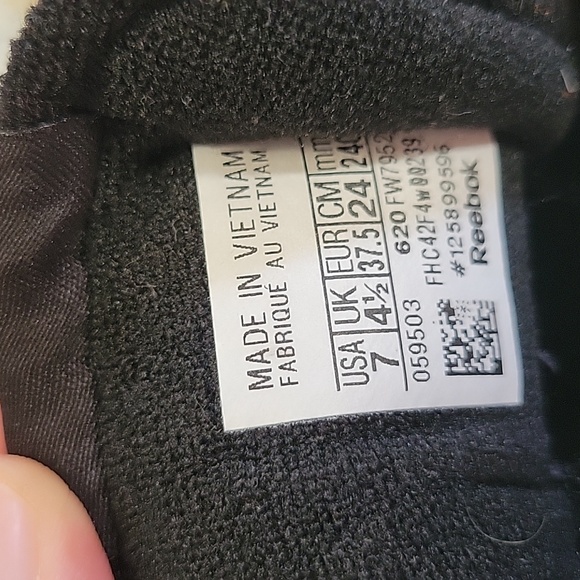 MADE IN VIETNAM
FABRIQUÉ AU VIETNAM
USA UK EUR CM mm
7 4½ 37.5 24 240
059503 620 FW7952
FHC42F4W00239
#125899596
Reebok